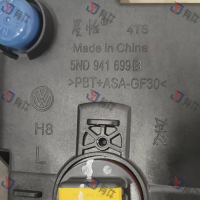 4TS
Made in China
5ND 941 699
>PBT+ASA-GF30<
H8
L